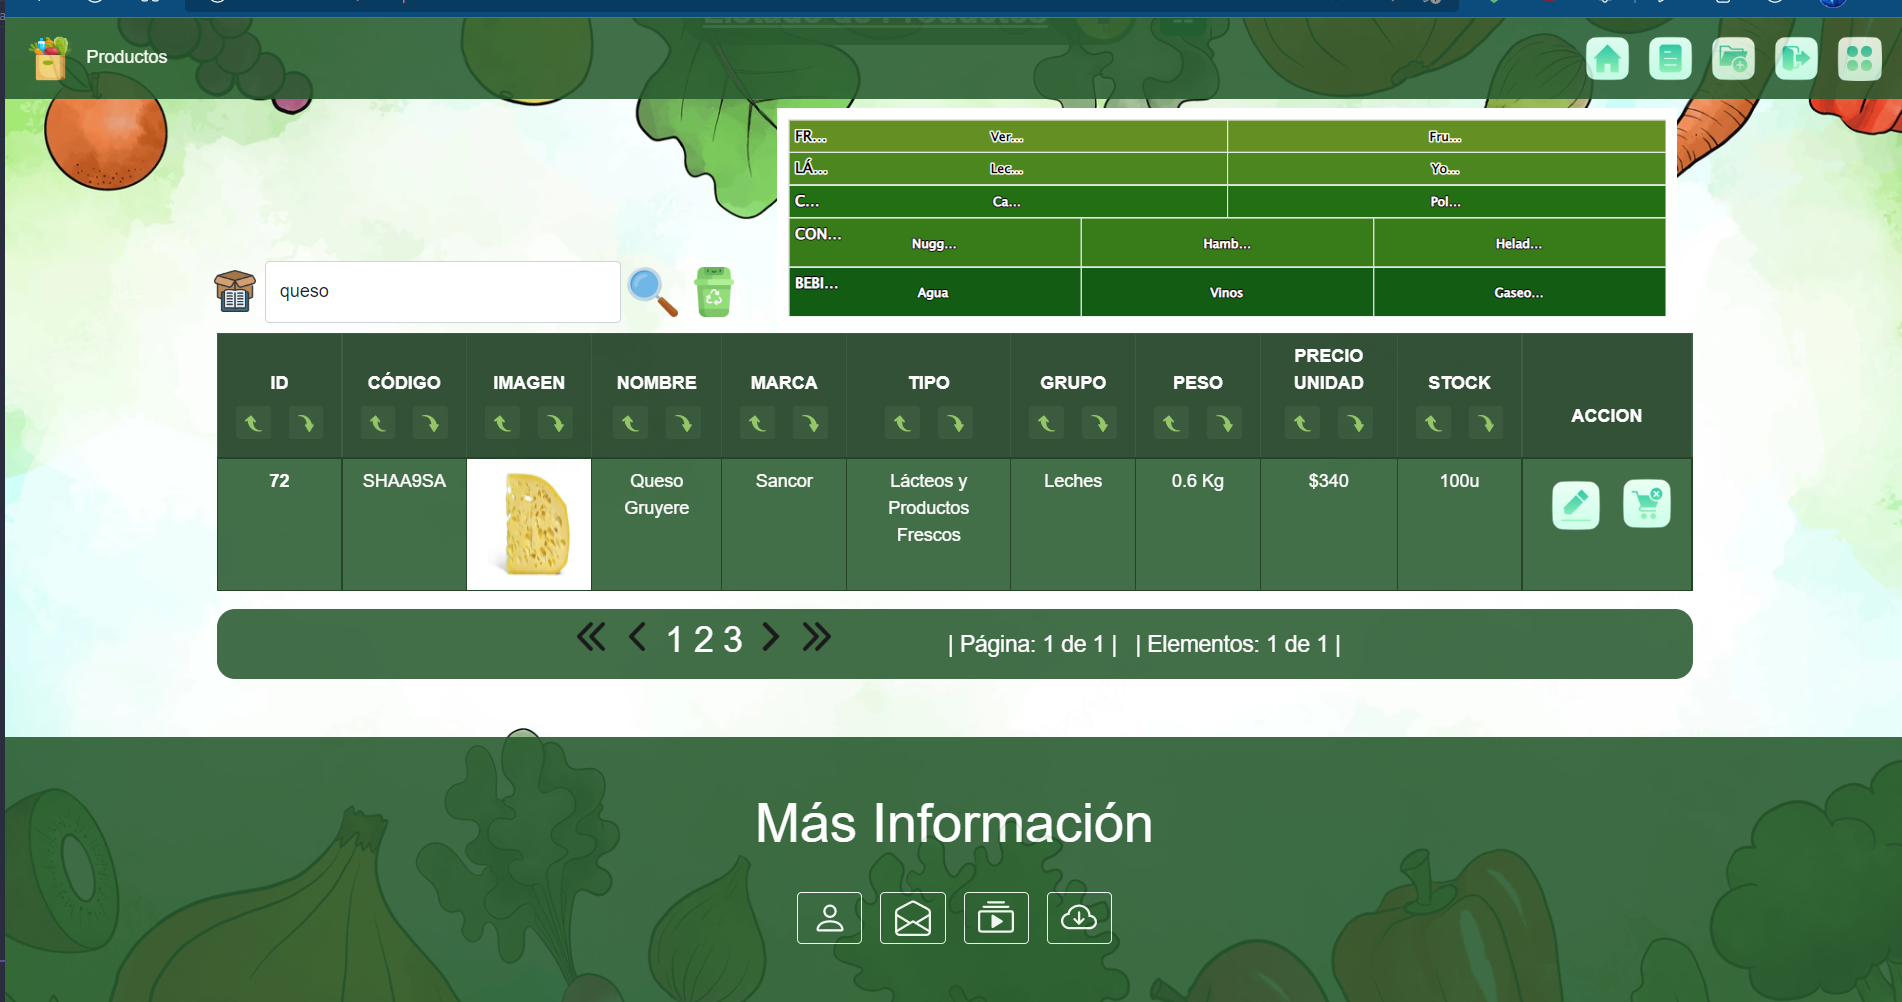 Listado de Productos
Productos
FR... Ver... Fru...
LÁ... Lec... Yo...
C... Ca... Pol...
CON... Nugg... Hamb... Helad...
BEBI... Agua Vinos Gaseo...
queso
ID CÓDIGO IMAGEN NOMBRE MARCA TIPO GRUPO PESO PRECIO UNIDAD STOCK ACCION
72 SHAA9SA Queso Gruyere Sancor Lácteos y Productos Frescos Leches 0.6 Kg $340 100u
1 2 3 | Página: 1 de 1 | | Elementos: 1 de 1 |
Más Información